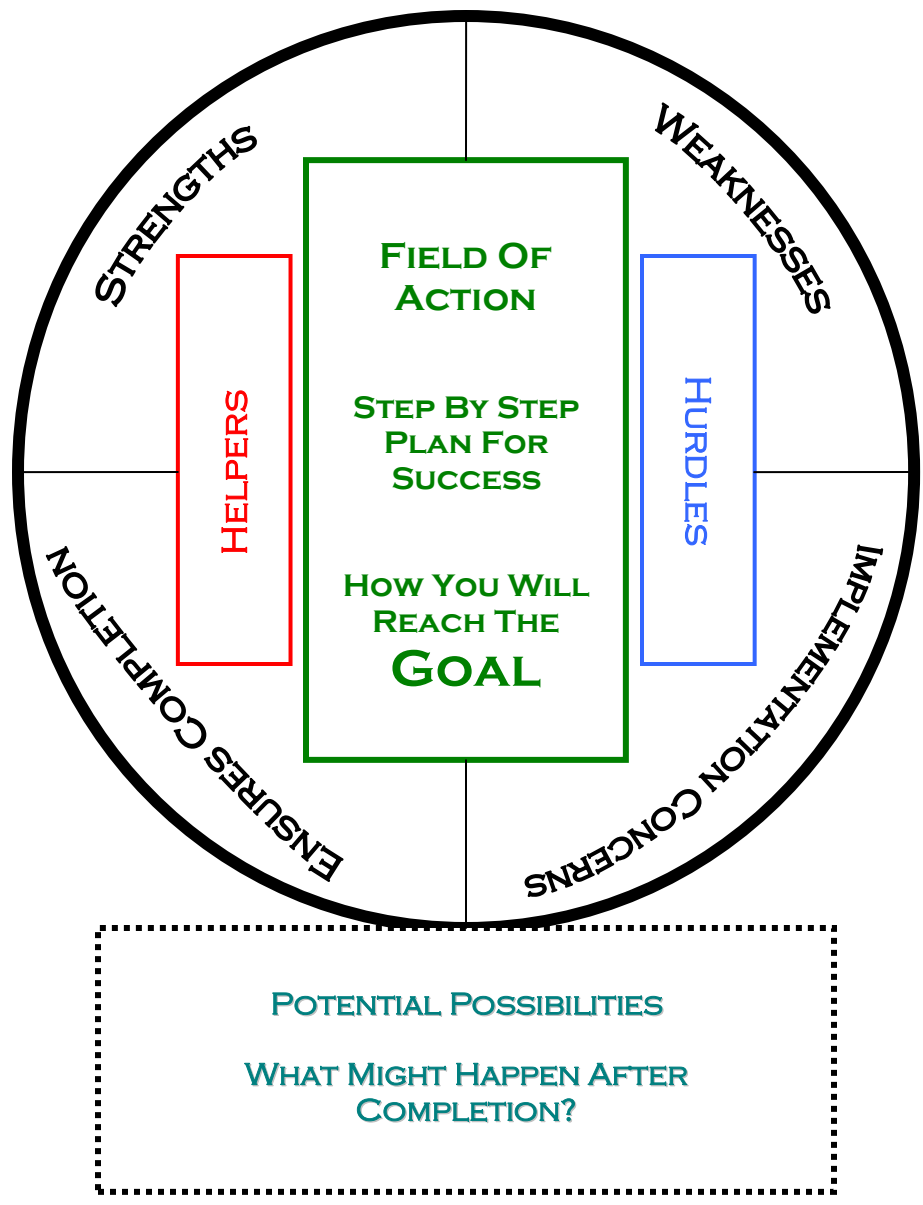 Strengths
Weaknesses
Helpers
Field Of
Action
Step By Step
Plan For
Success
How You Will
Reach The
Goal
Hurdles
Ensures Completion
Implementation Concerns
Potential Possibilities
What Might Happen After
Completion?